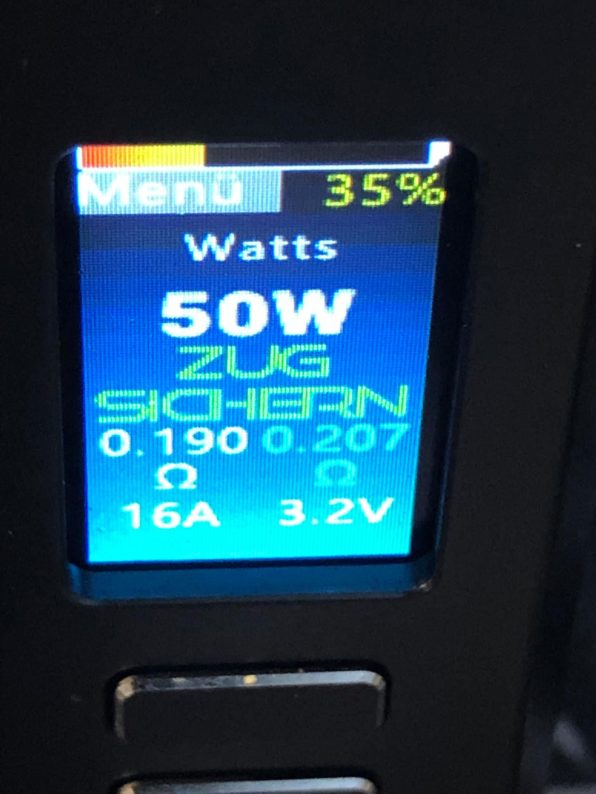 Menü 35%
Watts
50W
ZUG
SICHERN
0.190 0.207
Ω Ω
16A 3.2V